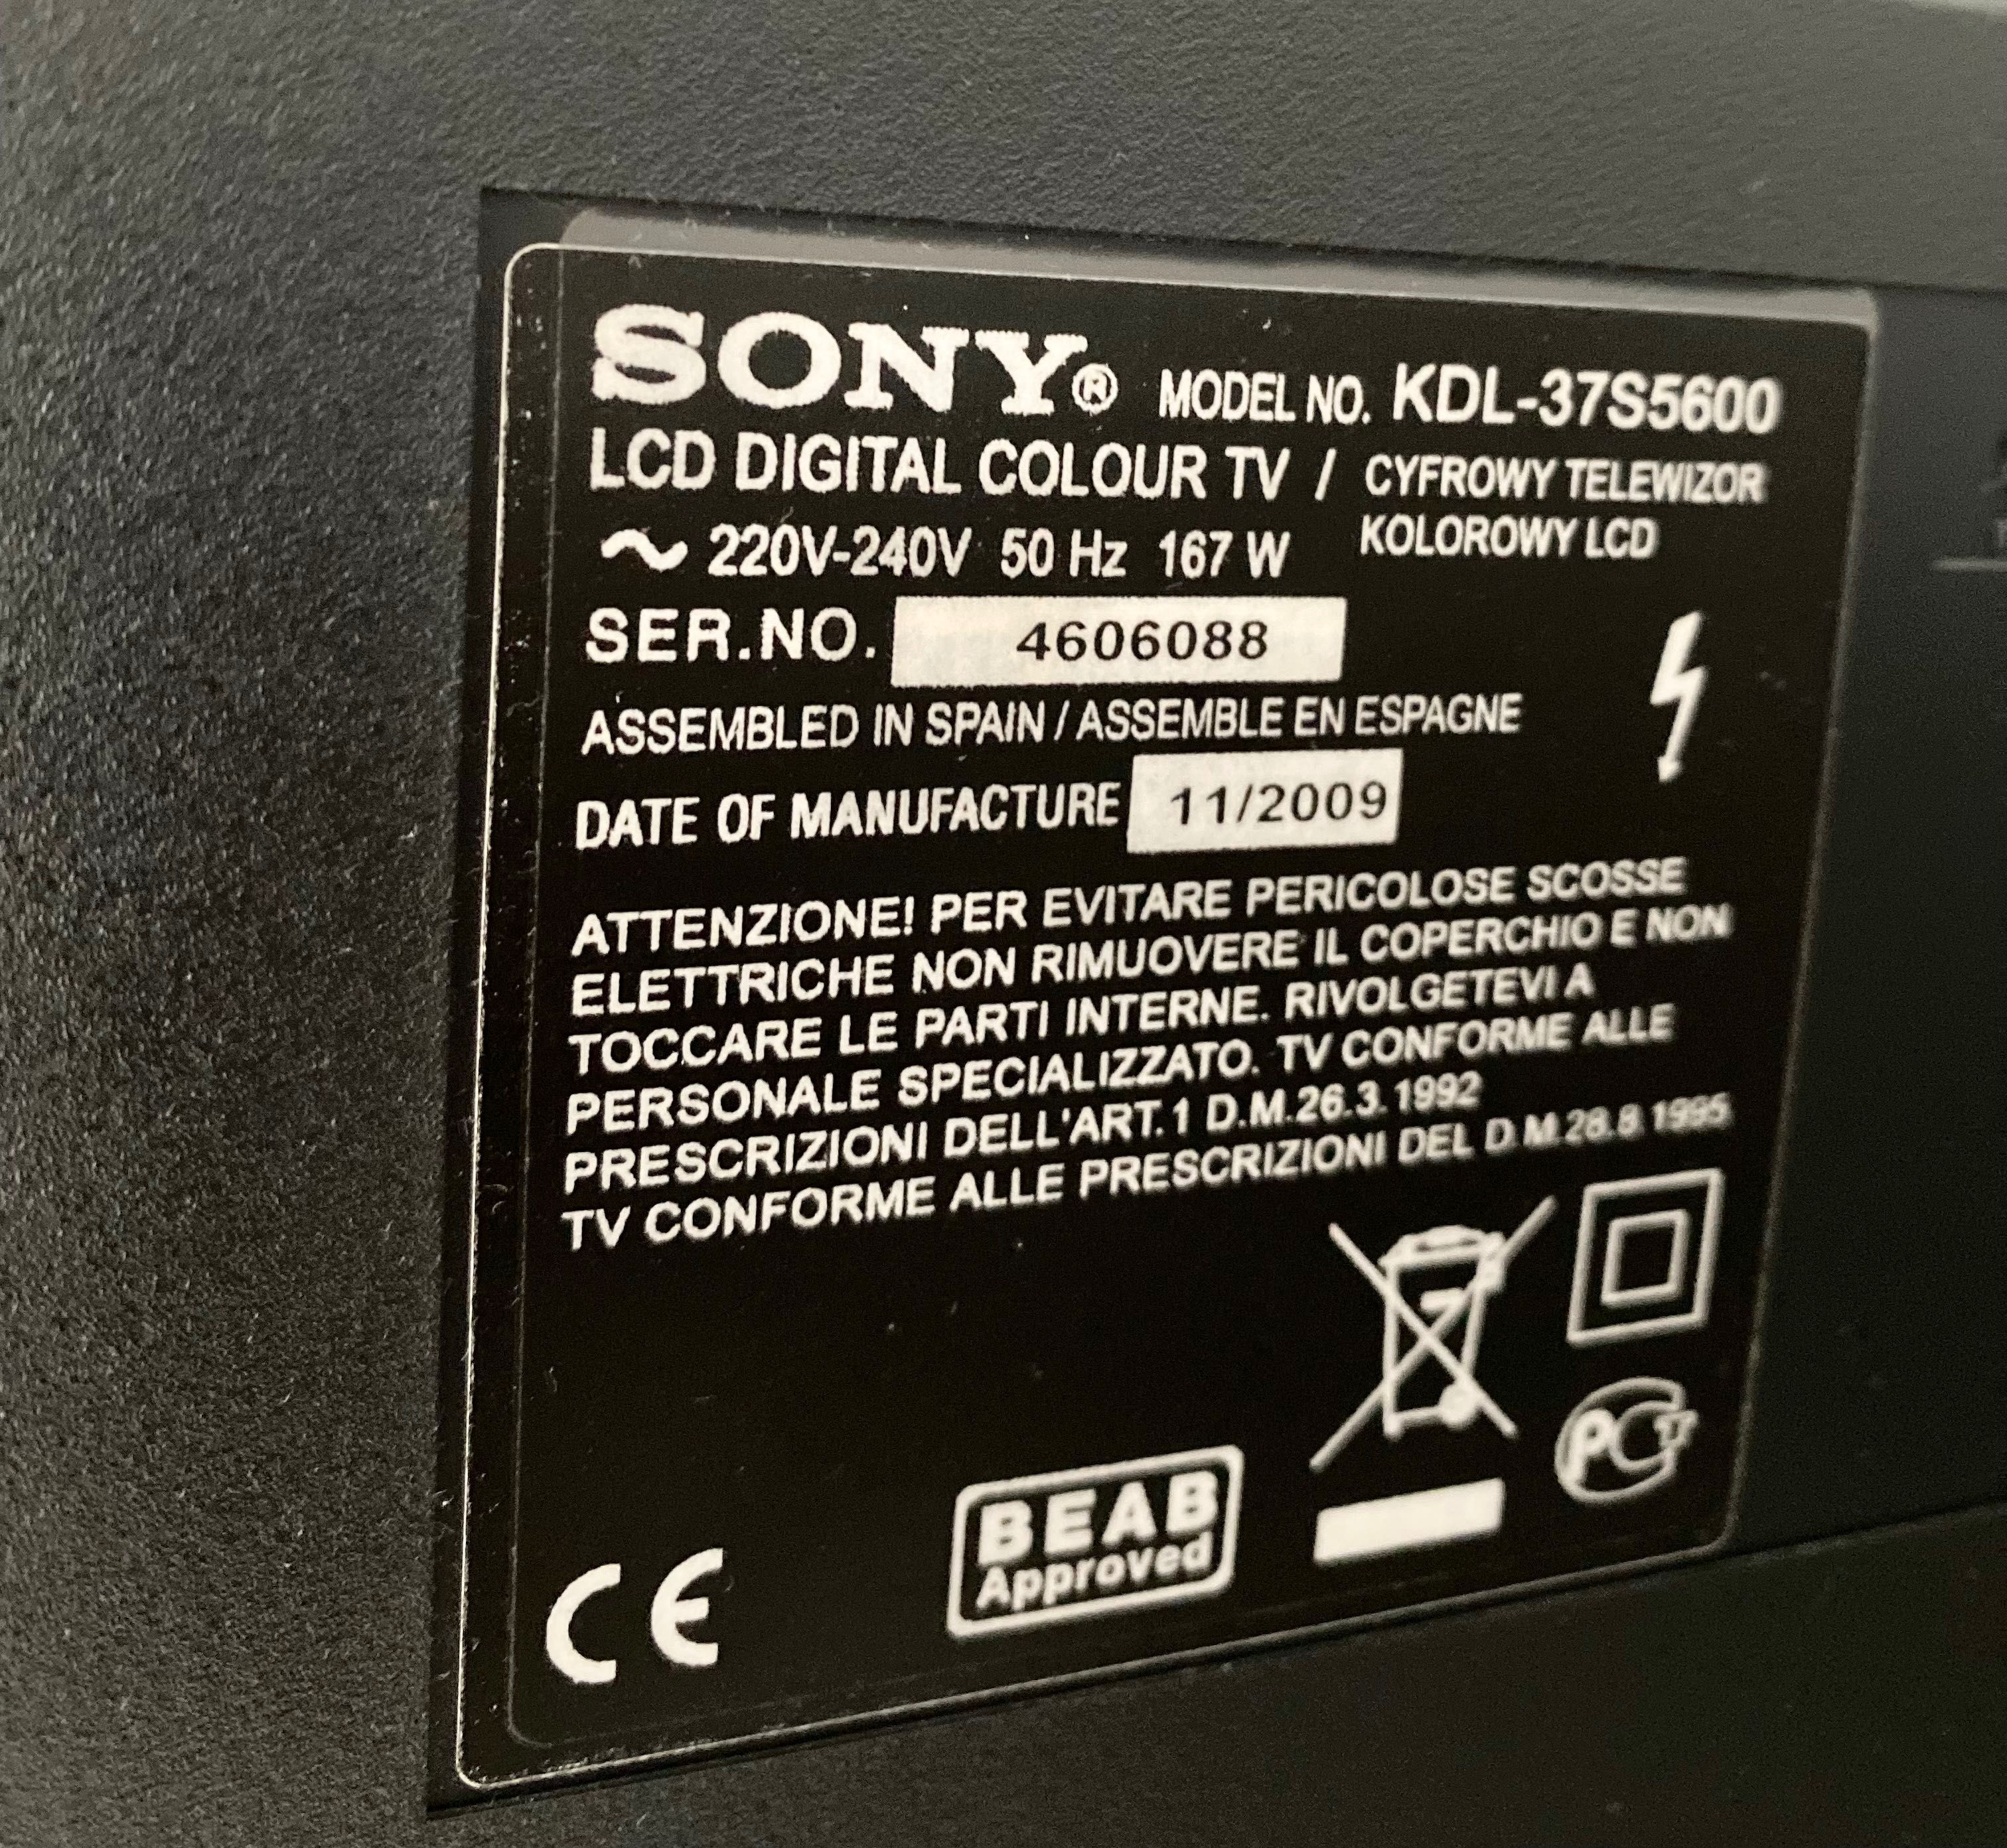 SONY® MODEL NO. KDL-37S5600
LCD DIGITAL COLOUR TV / CYFROWY TELEWIZOR
KOLOROWY LCD
~ 220V-240V 50 Hz 167 W
SER.NO. 4606088
ASSEMBLED IN SPAIN / ASSEMBLE EN ESPAGNE
DATE OF MANUFACTURE 11/2009
ATTENZIONE! PER EVITARE PERICOLOSE SCOSSE
ELETTRICHE NON RIMUOVERE IL COPERCHIO E NON
TOCCARE LE PARTI INTERNE. RIVOLGETEVI A
PERSONALE SPECIALIZZATO. TV CONFORME ALLE
PRESCRIZIONI DELL'ART.1 D.M.26.3.1992
TV CONFORME ALLE PRESCRIZIONI DEL D.M.26.8.1995
PCT
BEAB
Approved
CE